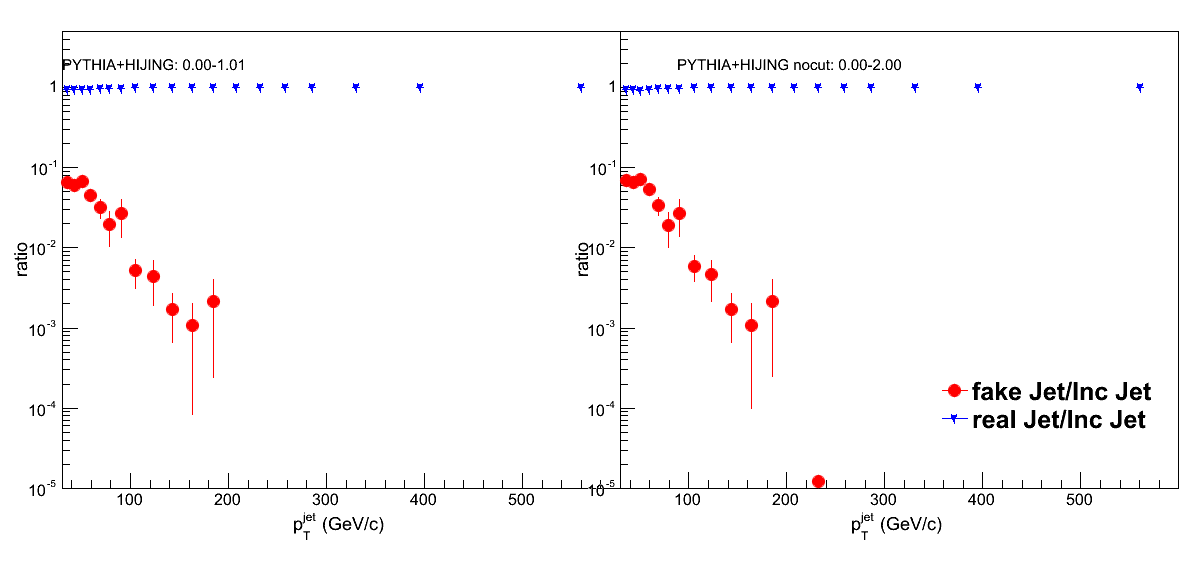 PYTHIA+HIJING: 0.00-1.01
PYTHIA+HIJING nocut: 0.00-2.00
1
10^-1
10^-2
10^-3
10^-4
10^-5
ratio
100 200 300 400 500
p_T^jet (GeV/c)
1
10^-1
10^-2
10^-3
10^-4
10^-5
ratio
100 200 300 400 500
p_T^jet (GeV/c)
fake Jet/Inc Jet
real Jet/Inc Jet